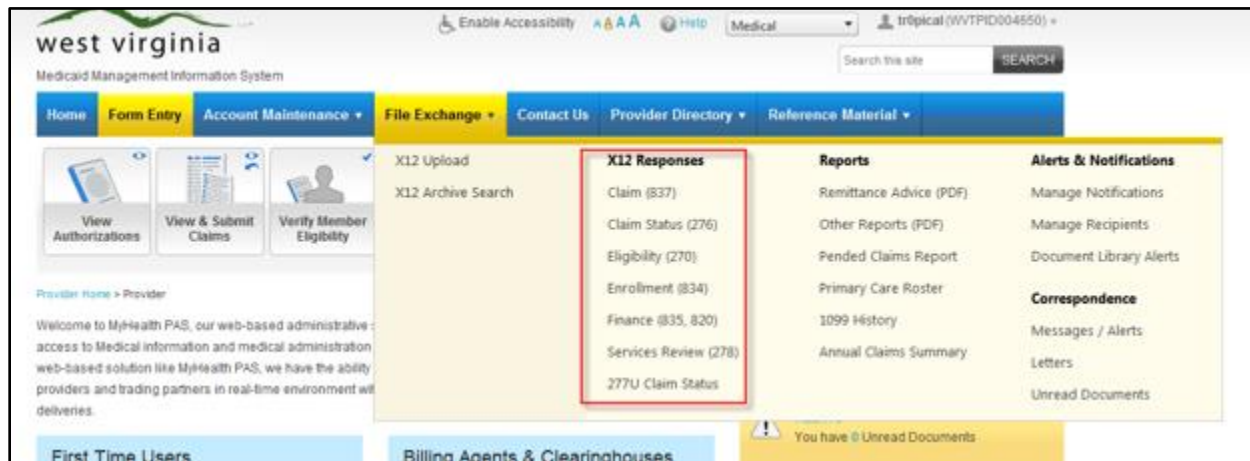 Enable Accessibility A A A A Help Medical tr0pical (WVTPID004650)
west virginia
Medicaid Management Information System
Search this site SEARCH
Home Form Entry Account Maintenance File Exchange Contact Us Provider Directory Reference Material
View Authorizations
View & Submit Claims
Verify Member Eligibility
X12 Upload
X12 Archive Search
X12 Responses
Claim (837)
Claim Status (276)
Eligibility (270)
Enrollment (834)
Finance (835, 820)
Services Review (278)
277U Claim Status
Reports
Remittance Advice (PDF)
Other Reports (PDF)
Pended Claims Report
Primary Care Roster
1099 History
Annual Claims Summary
Alerts & Notifications
Manage Notifications
Manage Recipients
Document Library Alerts
Correspondence
Messages / Alerts
Letters
Unread Documents
Provider Home > Provider
Welcome to MyHealth PAS, our web-based administrative
access to Medical information and medical administration
web-based solution like MyHealth PAS, we have the ability
providers and trading partners in real-time environment
deliveries.
You have 0 Unread Documents
First Time Users
Billing Agents & Clearinghouses